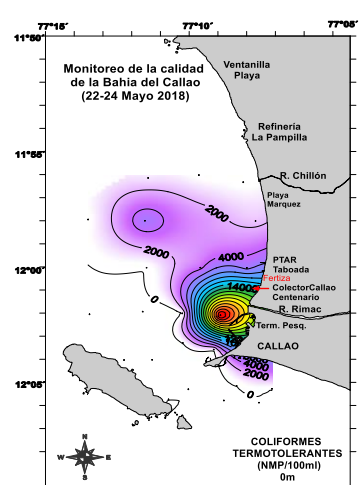 77°15'
77°10'
77°05'
11°50'
Monitoreo de la calidad
de la Bahia del Callao
(22-24 Mayo 2018)
Ventanilla
Playa
Refinería
La Pampilla
11°55'
R. Chillón
Playa
Marquez
2000
2000
4000
12°00'
PTAR
Taboada
Fertiza
14000
ColectorCallao
Centenario
0
R. Rimac
Term. Pesq.
CALLAO
4000
2000
0
12°05'
N
W
E
S
COLIFORMES
TERMOTOLERANTES
(NMP/100ml)
0m